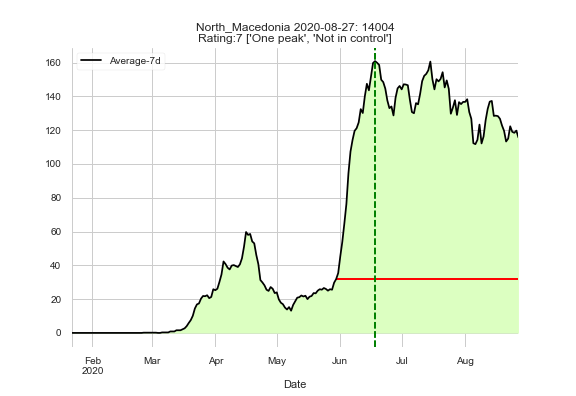 North_Macedonia 2020-08-27: 14004
Rating:7 ['One peak', 'Not in control']
Average-7d
160
140
120
100
80
60
40
20
0
Feb Mar Apr May Jun Jul Aug
2020
Date